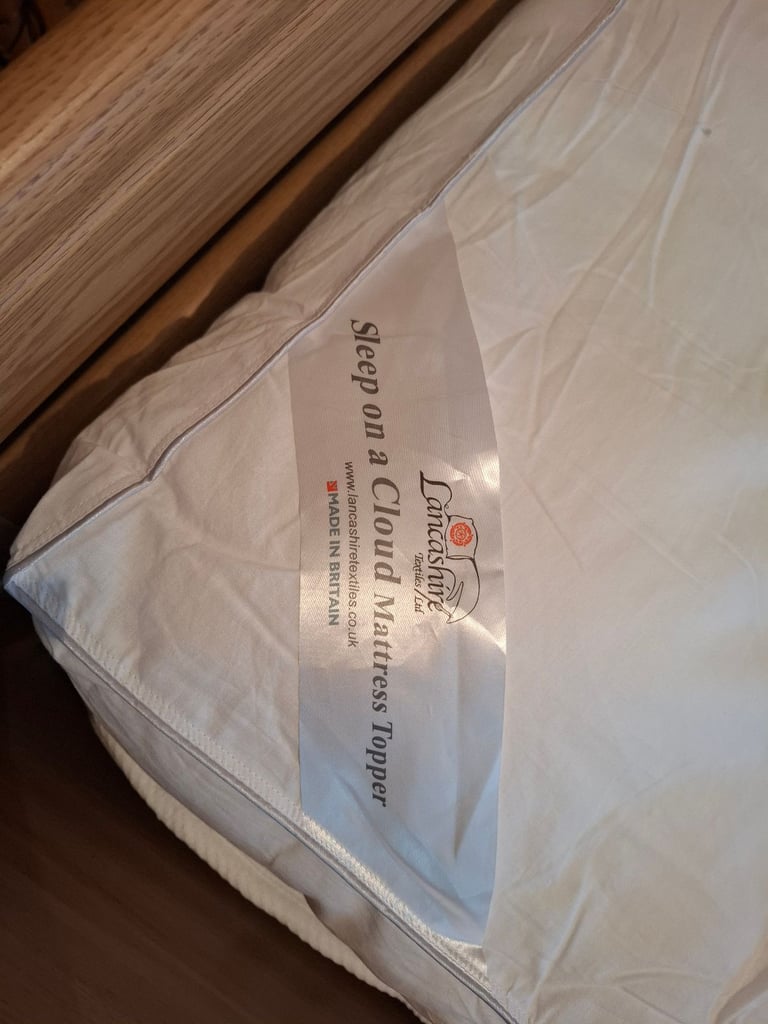 Lancashire
Textiles/Ltd
Sleep on a Cloud Mattress Topper
www.lancashiretextiles.co.uk
MADE IN BRITAIN